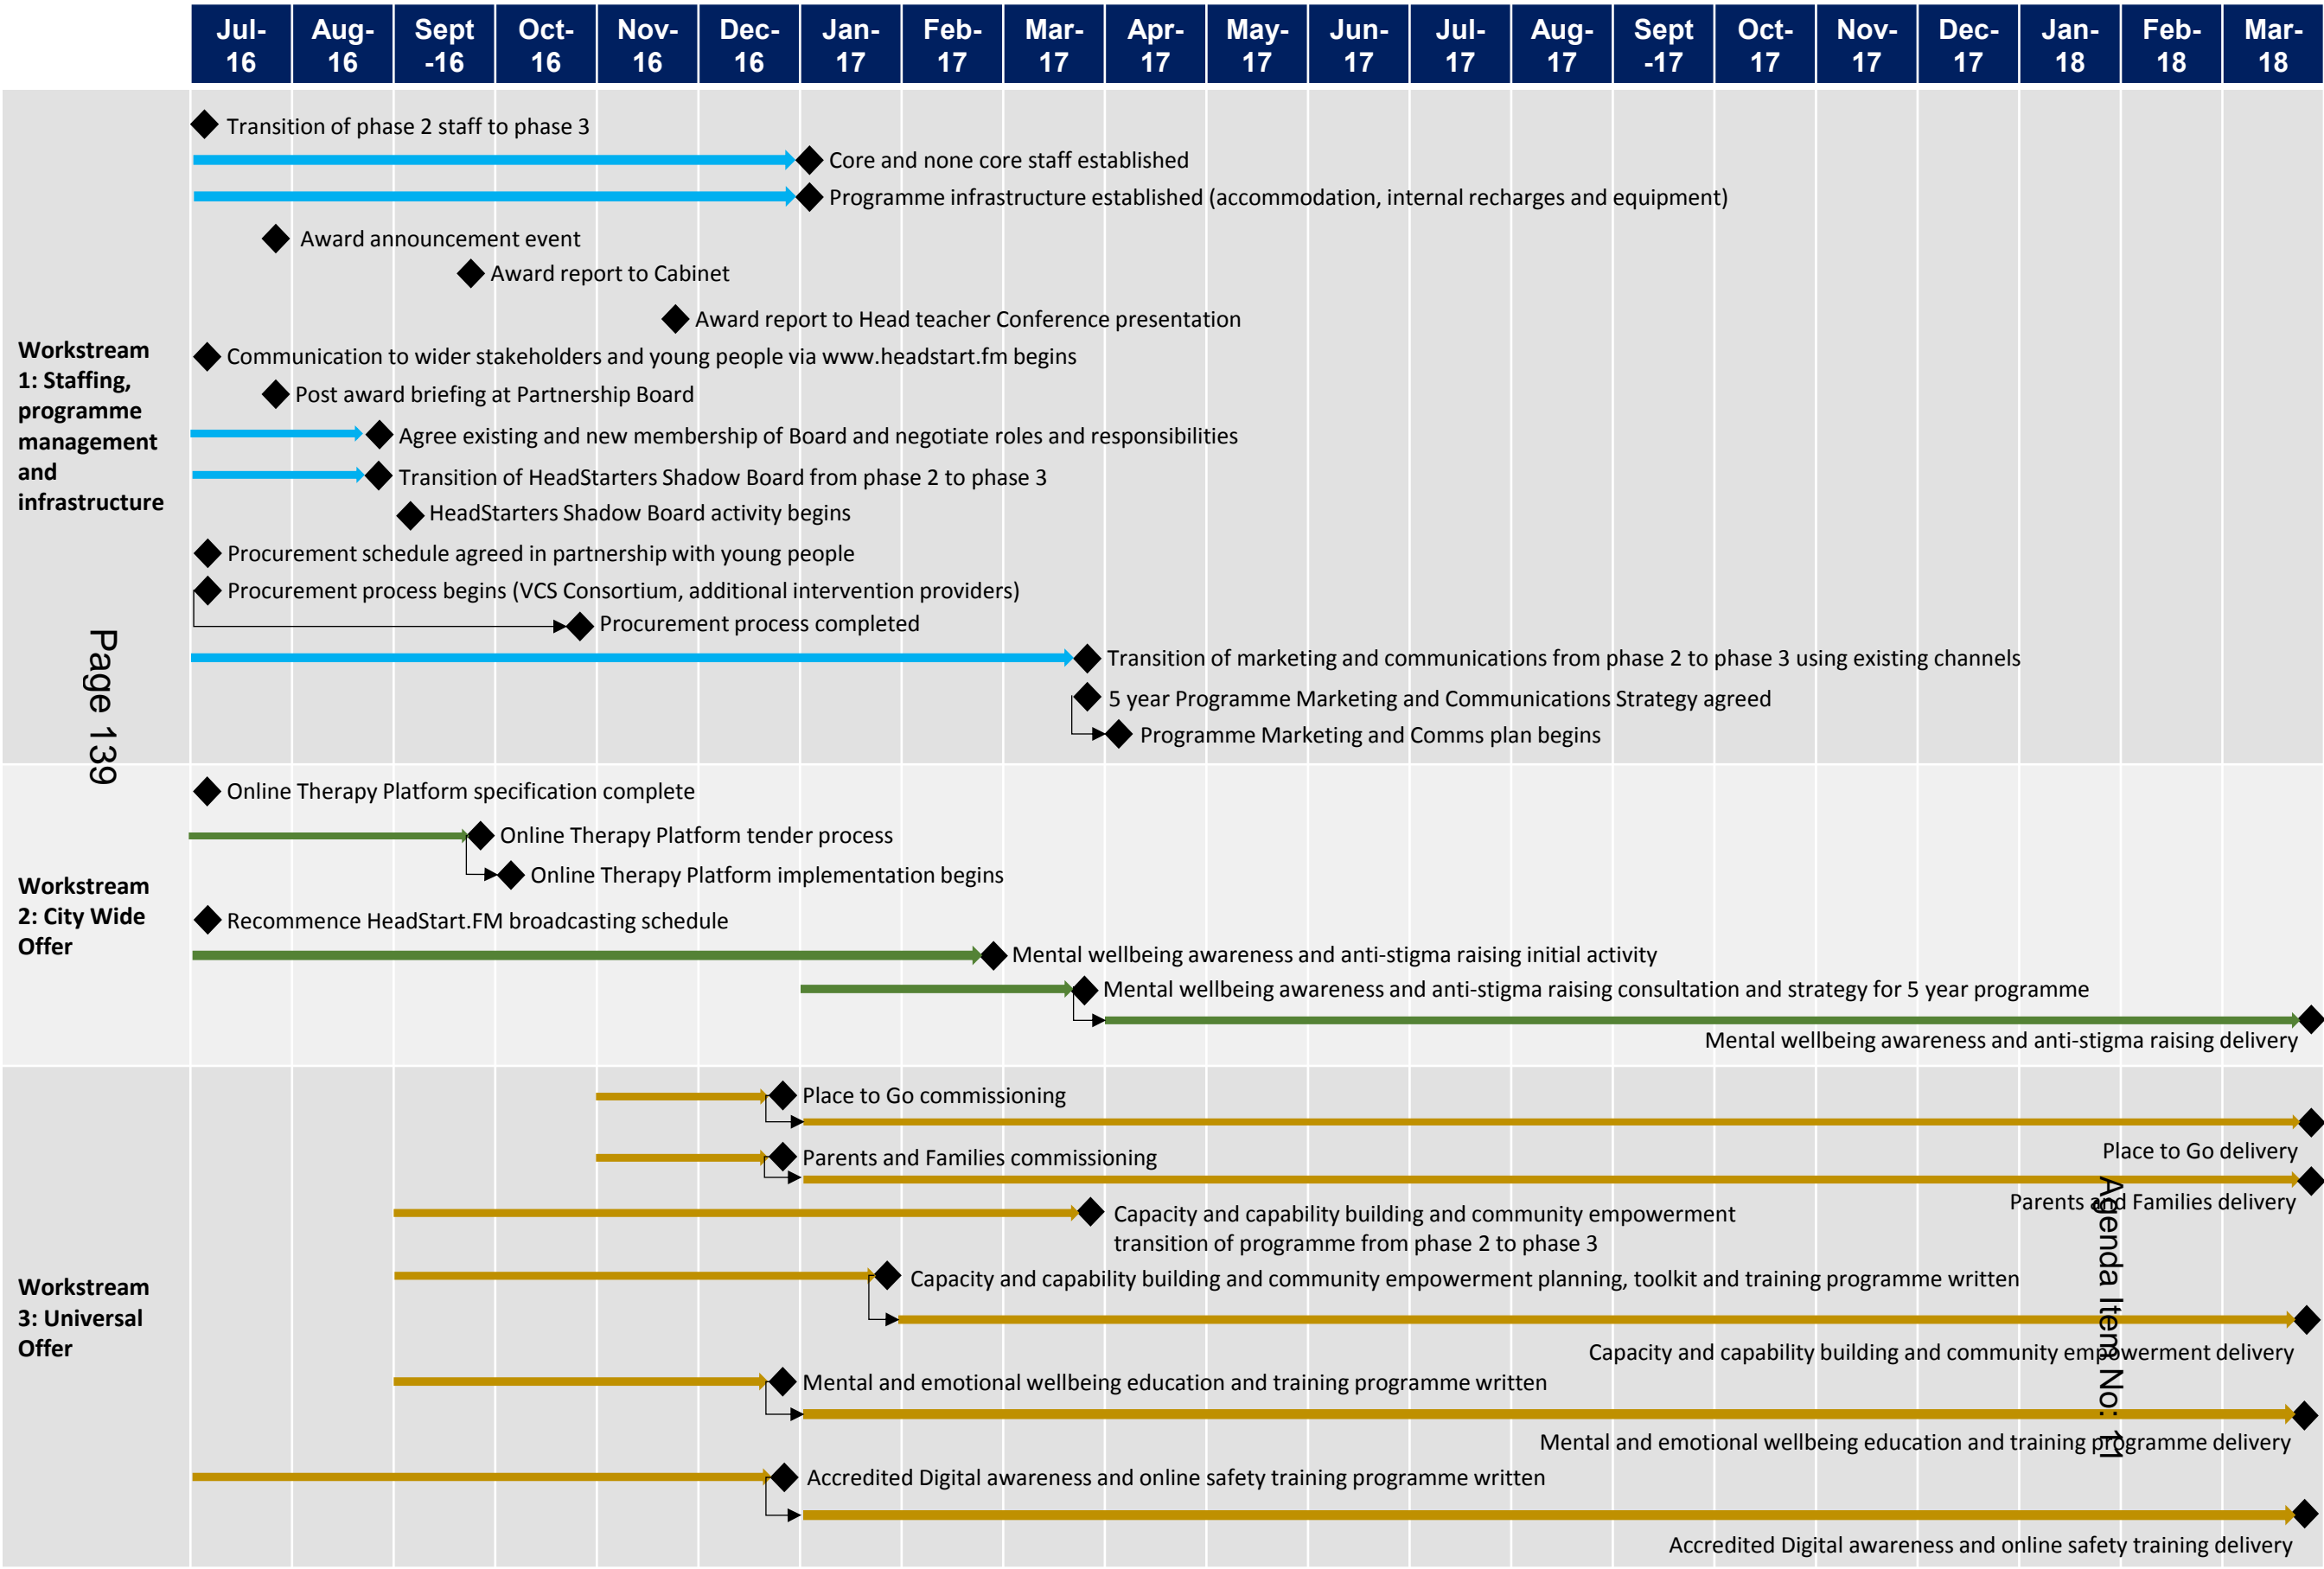 Jul-16
Aug-16
Sept-16
Oct-16
Nov-16
Dec-16
Jan-17
Feb-17
Mar-17
Apr-17
May-17
Jun-17
Jul-17
Aug-17
Sept-17
Oct-17
Nov-17
Dec-17
Jan-18
Feb-18
Mar-18
Workstream
1: Staffing,
programme
management
and
infrastructure
Transition of phase 2 staff to phase 3
Core and none core staff established
Programme infrastructure established (accommodation, internal recharges and equipment)
Award announcement event
Award report to Cabinet
Award report to Head teacher Conference presentation
Communication to wider stakeholders and young people via www.headstart.fm begins
Post award briefing at Partnership Board
Agree existing and new membership of Board and negotiate roles and responsibilities
Transition of HeadStarters Shadow Board from phase 2 to phase 3
HeadStarters Shadow Board activity begins
Procurement schedule agreed in partnership with young people
Procurement process begins (VCS Consortium, additional intervention providers)
Procurement process completed
Transition of marketing and communications from phase 2 to phase 3 using existing channels
5 year Programme Marketing and Communications Strategy agreed
Programme Marketing and Comms plan begins
Page 139
Workstream
2: City Wide
Offer
Online Therapy Platform specification complete
Online Therapy Platform tender process
Online Therapy Platform implementation begins
Recommence HeadStart.FM broadcasting schedule
Mental wellbeing awareness and anti-stigma raising initial activity
Mental wellbeing awareness and anti-stigma raising consultation and strategy for 5 year programme
Mental wellbeing awareness and anti-stigma raising delivery
Workstream
3: Universal
Offer
Place to Go commissioning
Place to Go delivery
Parents and Families commissioning
Parents and Families delivery
Capacity and capability building and community empowerment
transition of programme from phase 2 to phase 3
Capacity and capability building and community empowerment planning, toolkit and training programme written
Capacity and capability building and community empowerment delivery
Mental and emotional wellbeing education and training programme written
Mental and emotional wellbeing education and training programme delivery
Accredited Digital awareness and online safety training programme written
Accredited Digital awareness and online safety training delivery
Agenda Item No: 11